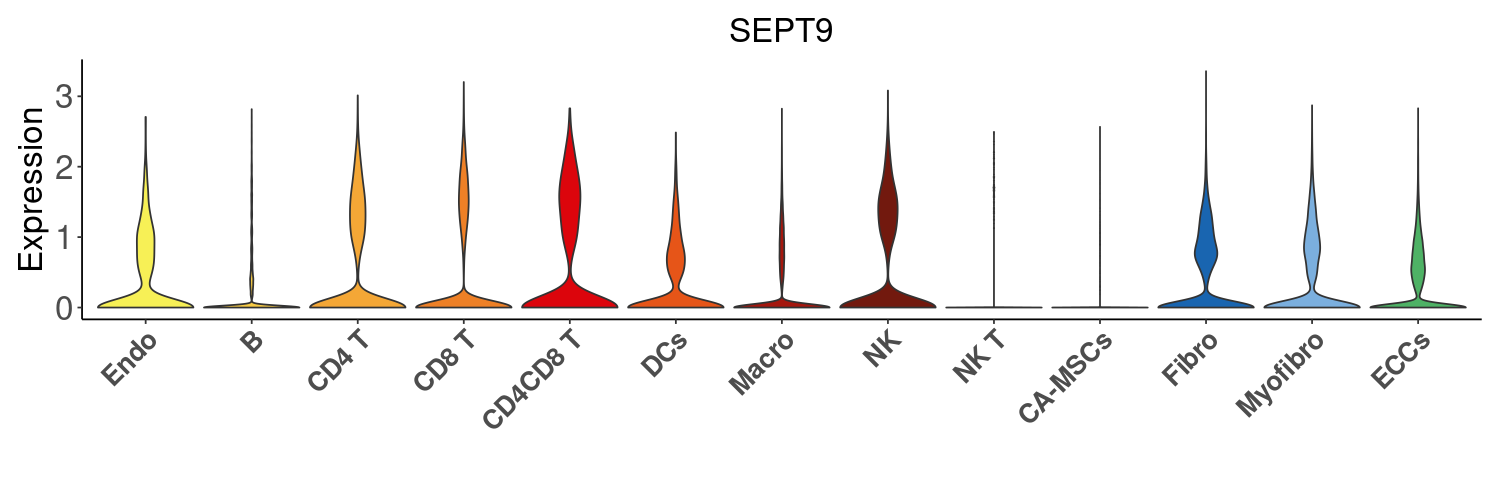 SEPT9
Expression
3
2
1
0
Endo
B
CD4 T
CD8 T
CD4CD8 T
DCs
Macro
NK
NK T
CA-MSCs
Fibro
Myofibro
ECCs